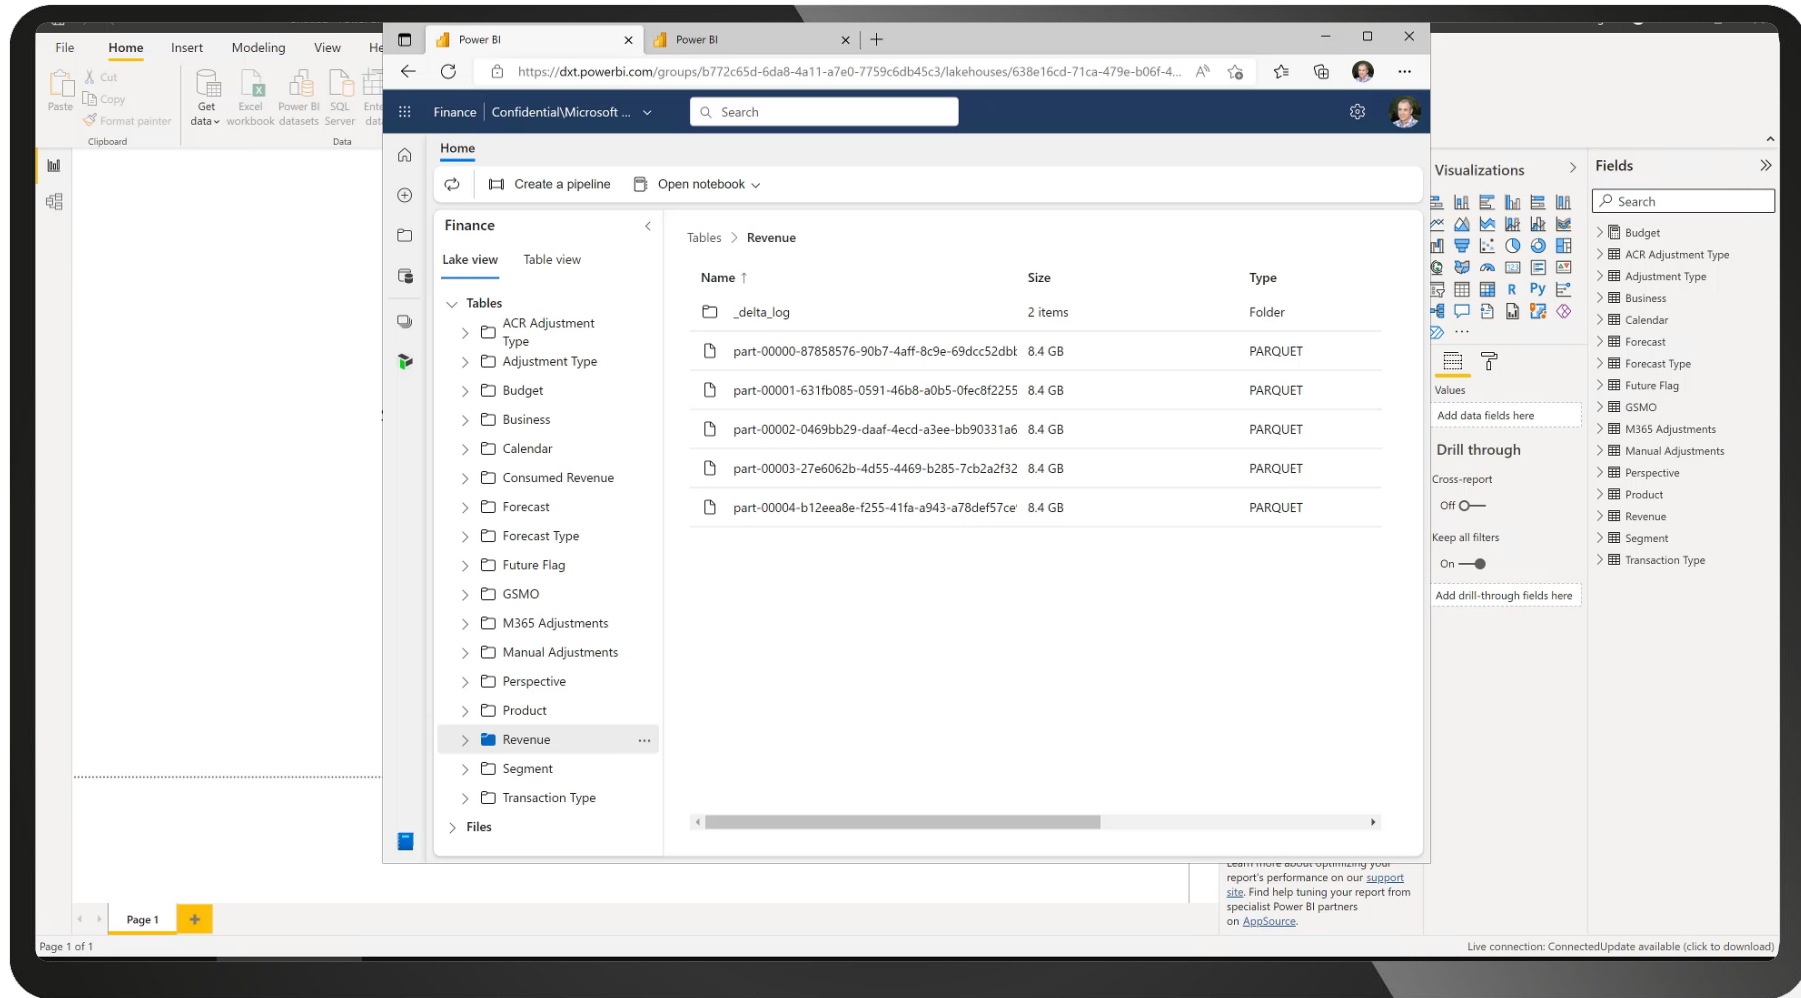 File
Home
Insert
Modeling
View
He
Paste
Cut
Copy
Format painter
Clipboard
Get
data
Excel
workbook
Power BI
datasets
SQL
Server
Ente
dat
Data
Power BI
Power BI
https://dxt.powerbi.com/groups/b772c65d-6da8-4a11-a7e0-7759c6db45c3/lakehouses/638e16cd-71ca-479e-b06f-4...
Finance
Confidential\Microsoft ...
Search
Home
Create a pipeline
Open notebook
Finance
Lake view
Table view
Tables
ACR Adjustment
Type
Adjustment Type
Budget
Business
Calendar
Consumed Revenue
Forecast
Forecast Type
Future Flag
GSMO
M365 Adjustments
Manual Adjustments
Perspective
Product
Revenue
...
Segment
Transaction Type
Files
Tables > Revenue
Name ↑ Size Type
_delta_log 2 items Folder
part-00000-87858576-90b7-4aff-8c9e-69dcc52dbb 8.4 GB PARQUET
part-00001-631fb085-0591-46b8-a0b5-0fec8f2255 8.4 GB PARQUET
part-00002-0469bb29-daaf-4ecd-a3ee-bb90331a6 8.4 GB PARQUET
part-00003-27e6062b-4d55-4469-b285-7cb2a2f32 8.4 GB PARQUET
part-00004-b12eea8e-f255-41fa-a943-a78def57ce 8.4 GB PARQUET
Visualizations
123
R
Py
...
Values
Add data fields here
Drill through
Cross-report
Off
Keep all filters
On
Add drill-through fields here
Fields
Search
Budget
ACR Adjustment Type
Adjustment Type
Business
Calendar
Forecast
Forecast Type
Future Flag
GSMO
M365 Adjustments
Manual Adjustments
Perspective
Product
Revenue
Segment
Transaction Type
Learn more about optimizing your
report's performance on our support
site. Find help tuning your report from
specialist Power BI partners
on AppSource.
Page 1
+
Page 1 of 1
Live connection: Connected
Update available (click to download)